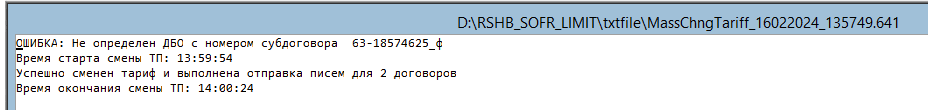 D:\RSHB_SOFR_LIMIT\txtfile\MassChngTariff_16022024_135749.641
ОШИБКА: Не определен ДБО с номером субдоговора  63-18574625_ф
Время старта смены ТП: 13:59:54
Успешно сменен тариф и выполнена отправка писем для 2 договоров
Время окончания смены ТП: 14:00:24